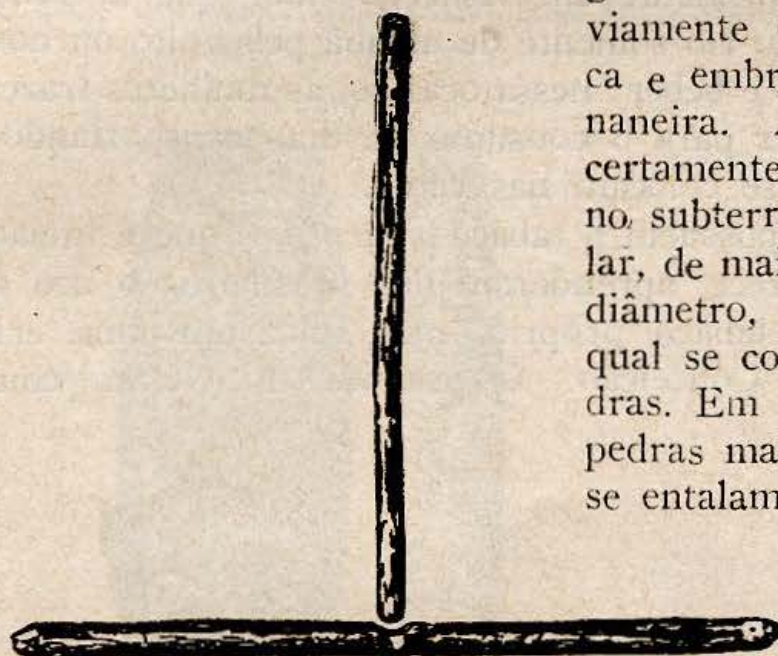 viamente
ca e embr
naneira.
certamente
no, subterr
lar, de mai
diâmetro,
qual se co
dras. Em
pedras ma
se entalam